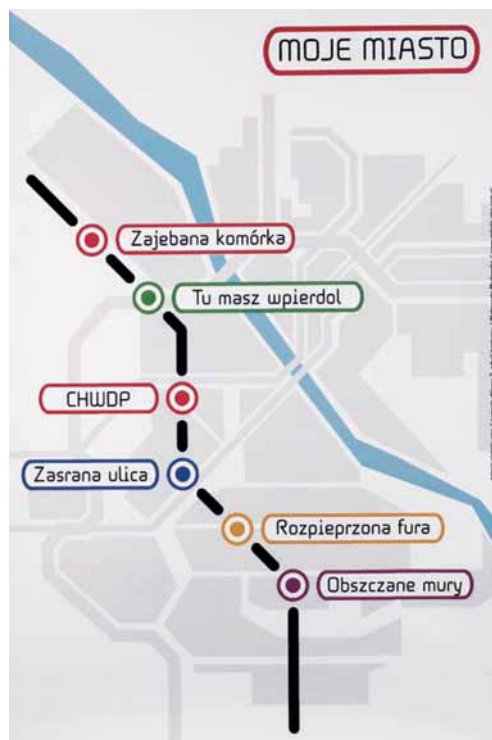 MOJE MIASTO
Zajebana komórka
Tu masz wpierdol
CHWDP
Zasrana ulica
Rozpieprzona fura
Obszczane mury